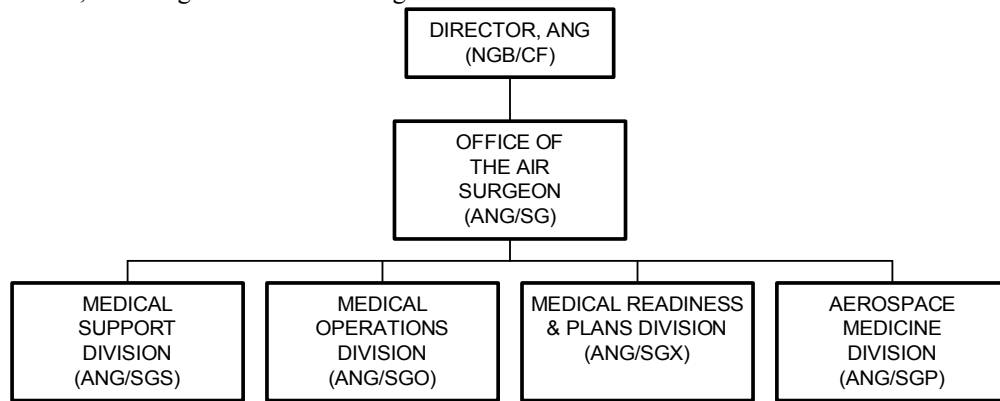 DIRECTOR, ANG
(NGB/CF)
OFFICE OF
THE AIR
SURGEON
(ANG/SG)
MEDICAL
SUPPORT
DIVISION
(ANG/SGS)
MEDICAL
OPERATIONS
DIVISION
(ANG/SGO)
MEDICAL READINESS
& PLANS DIVISION
(ANG/SGX)
AEROSPACE
MEDICINE
DIVISION
(ANG/SGP)